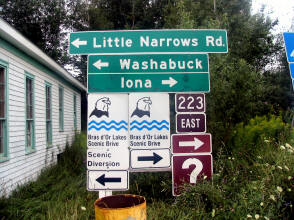 Little Narrows Rd.
Washabuck
Iona
223
EAST
Bras d'Or Lakes
Scenic Drive
Bras d'Or Lakes
Scenic Drive
Scenic
Diversion
?